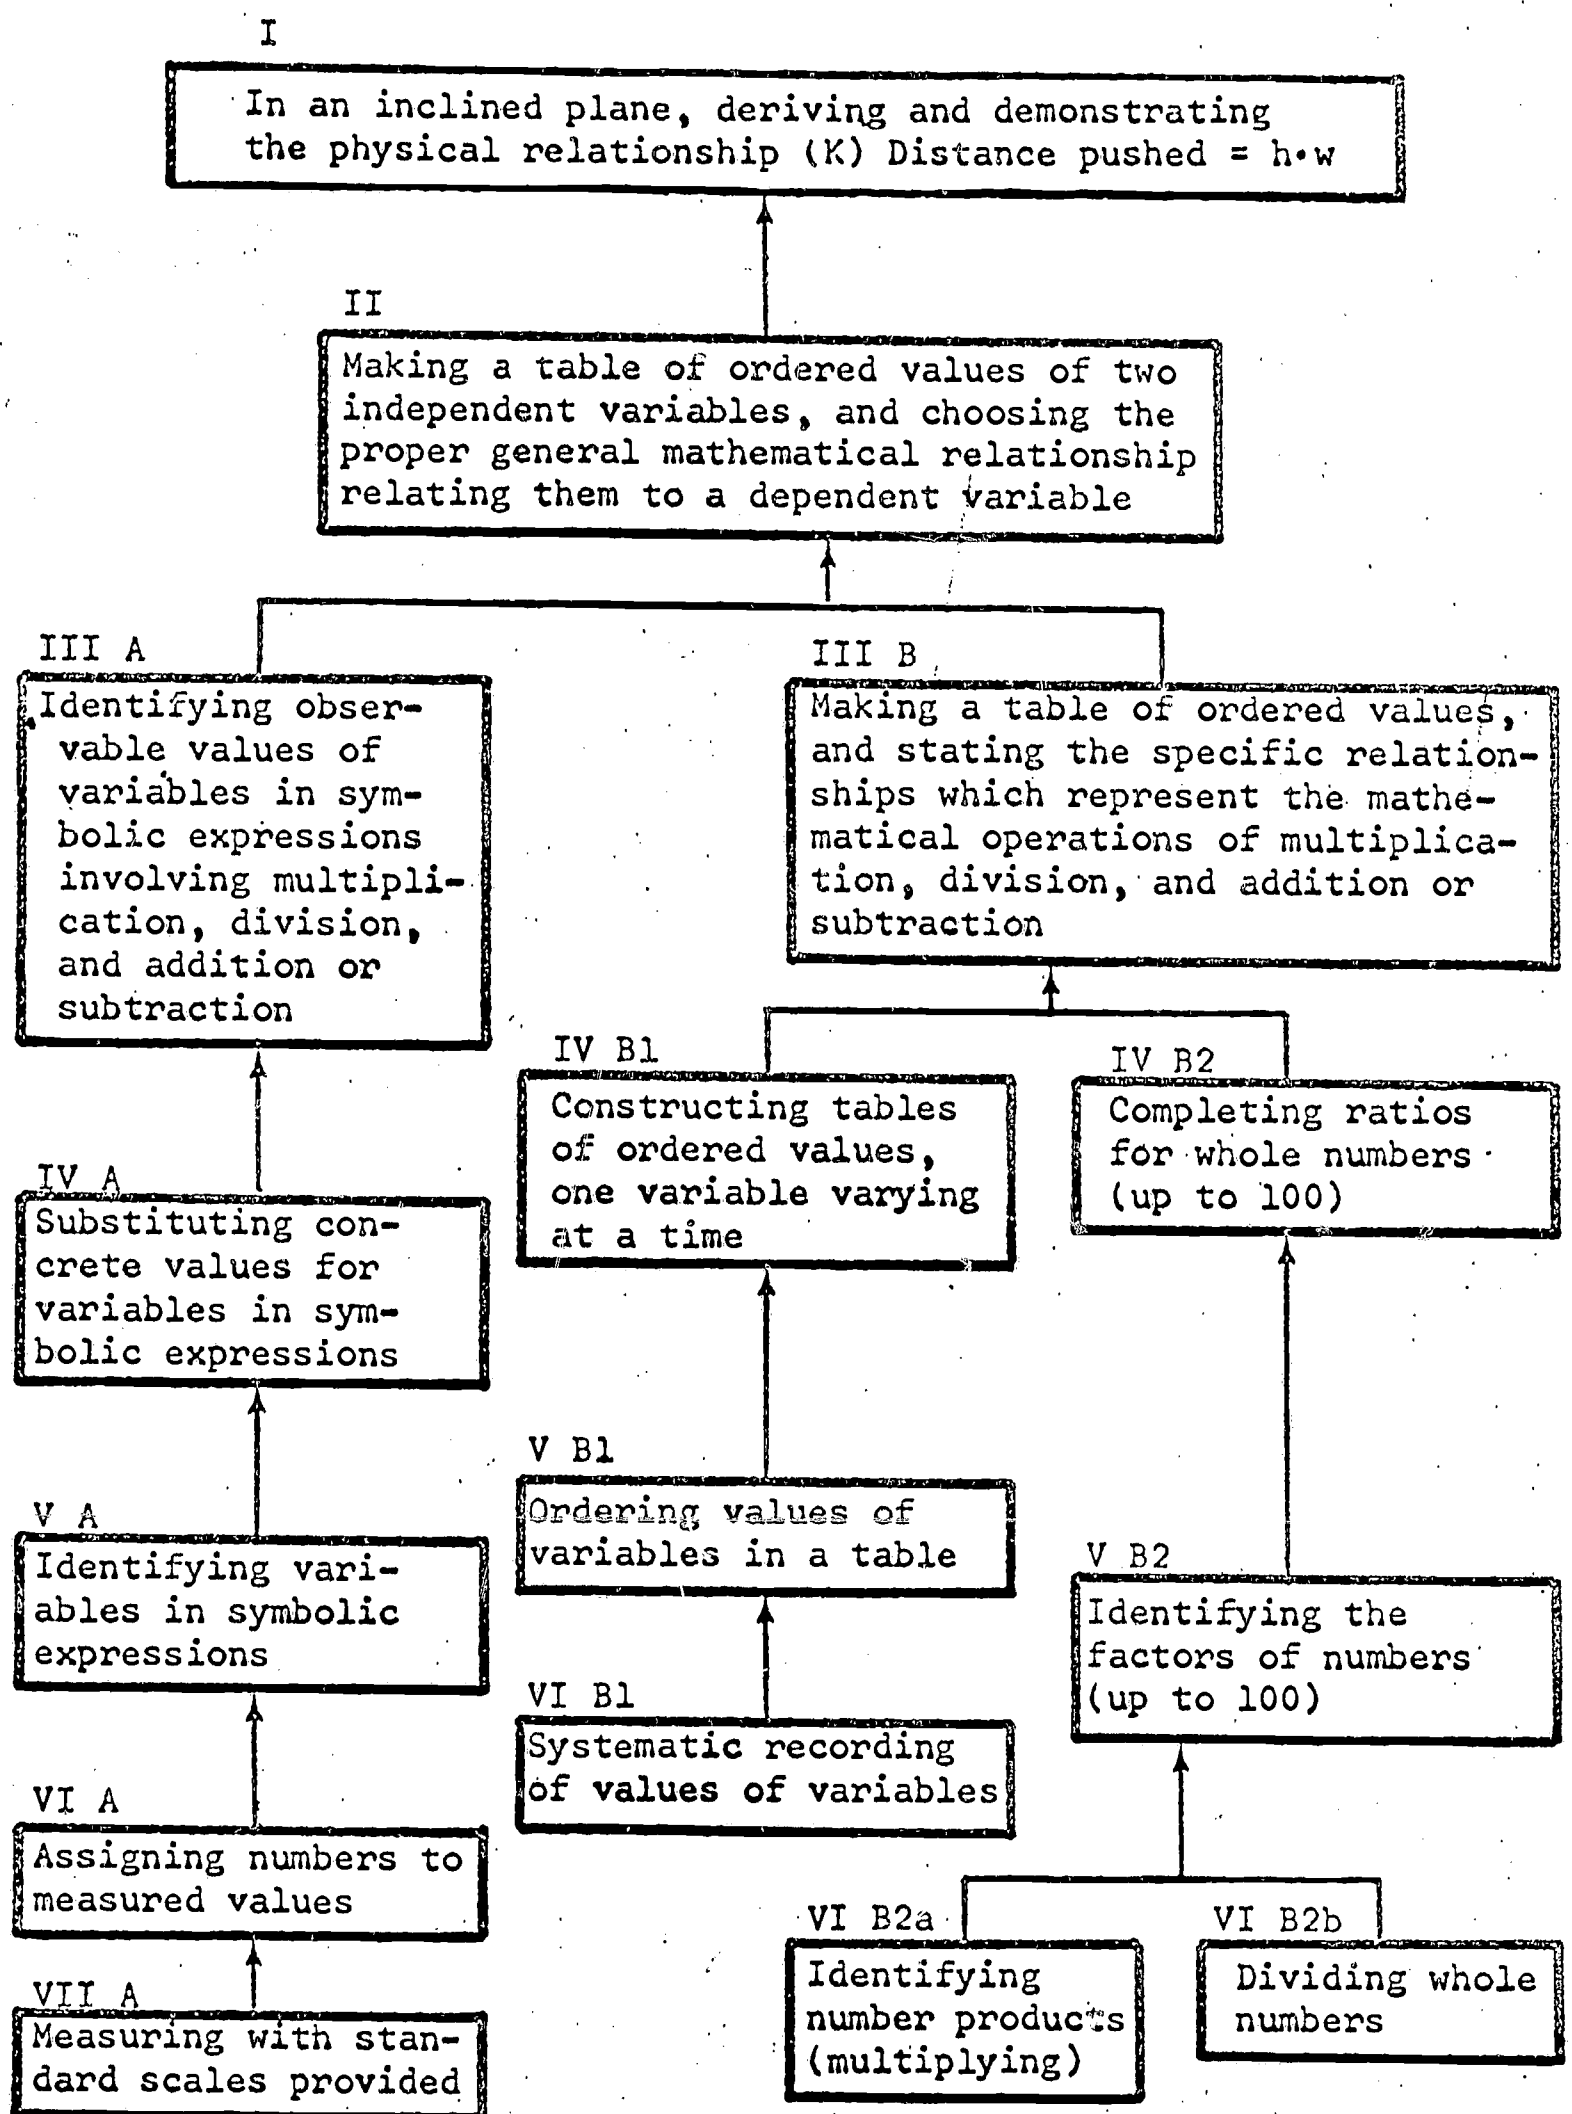 I
In an inclined plane, deriving and demonstrating
the physical relationship (K) Distance pushed = h•w
II
Making a table of ordered values of two
independent variables, and choosing the
proper general mathematical relationship
relating them to a dependent variable
III A
Identifying obser-
vable values of
variables in sym-
bolic expressions
involving multipli-
cation, division,
and addition or
subtraction
III B
Making a table of ordered values,
and stating the specific relation-
ships which represent the mathe-
matical operations of multiplica-
tion, division, and addition or
subtraction
IV A
Substituting con-
crete values for
variables in sym-
bolic expressions
IV B1
Constructing tables
of ordered values,
one variable varying
at a time
IV B2
Completing ratios
for whole numbers
(up to 100)
V A
Identifying vari-
ables in symbolic
expressions
V B1
Ordering values of
variables in a table
V B2
Identifying the
factors of numbers
(up to 100)
VI A
Assigning numbers to
measured values
VI B1
Systematic recording
of values of variables
VI B2a
Identifying
number products
(multiplying)
VI B2b
Dividing whole
numbers
VII A
Measuring with stan-
dard scales provided